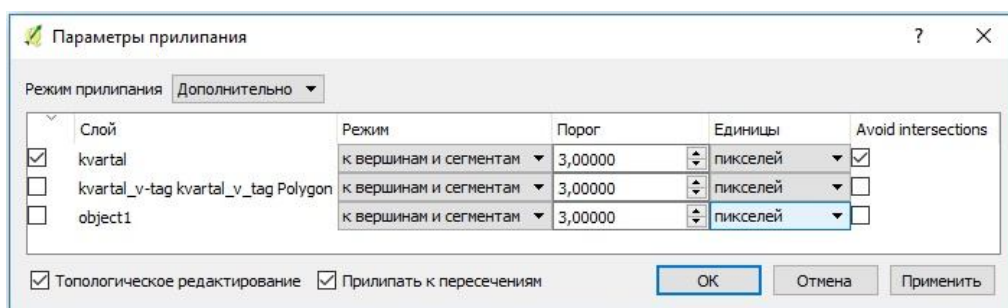 Параметры прилипания ?
Режим прилипания Дополнительно
Слой Режим Порог Единицы Avoid intersections
kvartal к вершинам и сегментам 3,00000 пикселей
kvartal_v-tag kvartal_v_tag Polygon к вершинам и сегментам 3,00000 пикселей
object1 к вершинам и сегментам 3,00000 пикселей
Топологическое редактирование Прилипать к пересечениям ОК Отмена Применить